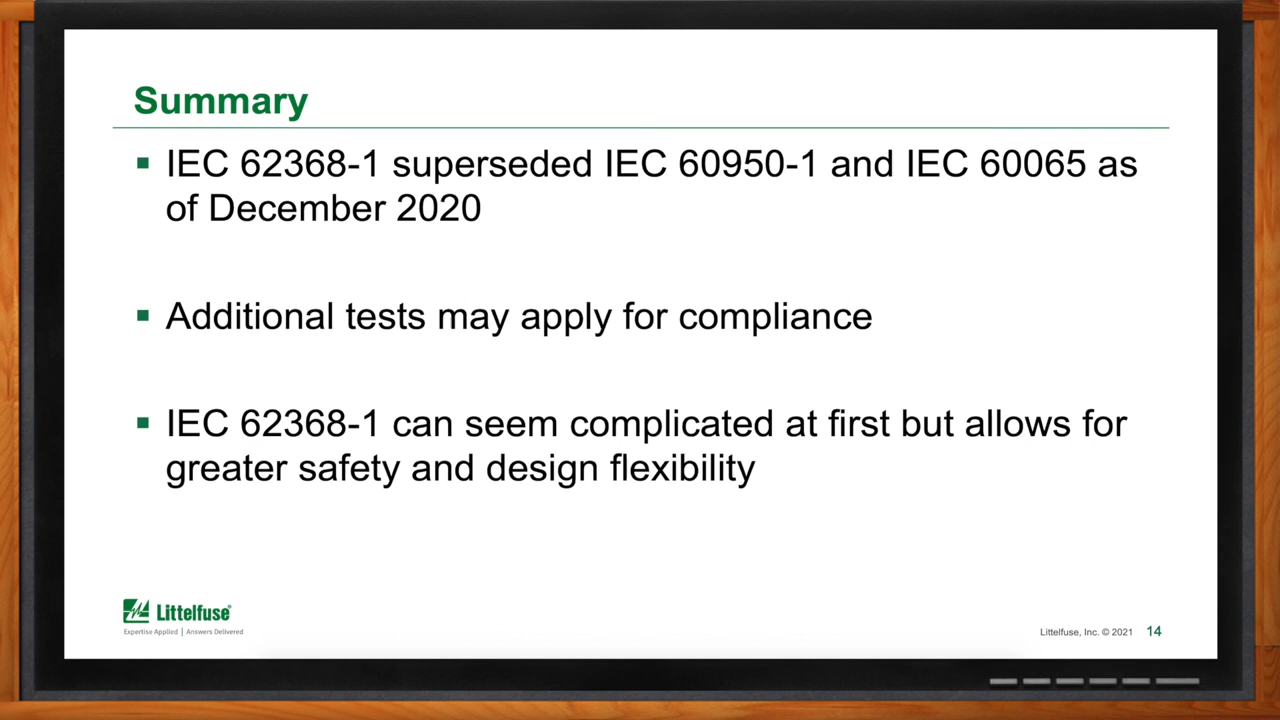 Summary
▪ IEC 62368-1 superseded IEC 60950-1 and IEC 60065 as
of December 2020
▪ Additional tests may apply for compliance
▪ IEC 62368-1 can seem complicated at first but allows for
greater safety and design flexibility
Littelfuse®
Expertise Applied | Answers Delivered
Littelfuse, Inc. © 2021 14